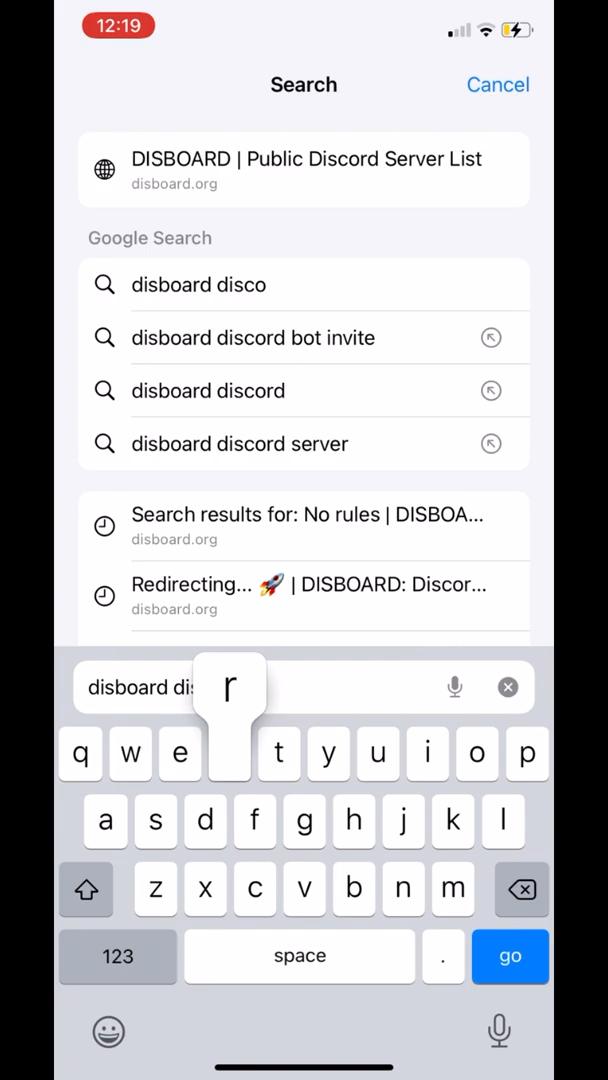 12:19
Search
Cancel
DISBOARD | Public Discord Server List
disboard.org
Google Search
disboard disco
disboard discord bot invite
disboard discord
disboard discord server
Search results for: No rules | DISBOA...
disboard.org
Redirecting... 🚀 | DISBOARD: Discor...
disboard.org
disboard dis
r
q w e t y u i o p
a s d f g h j k l
z x c v b n m
123 space . go